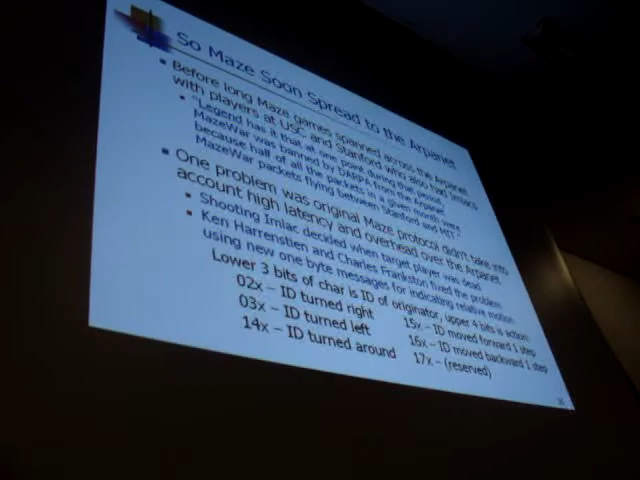 So Maze Soon Spread to the Arpanet
Before long Maze games spanned across the Arpanet
with players at USC and Stanford who also had Imlacs
"Legend has it that at one point during that period,
MazeWar was banned by DARPA from the Arpanet
because half of all the packets in a given month were
MazeWar packets flying between Stanford and MIT."
One problem was original Maze protocol didn't take into
account high latency and overhead over the Arpanet
Shooting Imlac decided when target player was dead
Ken Harrenstien and Charles Frankston fixed the problem
using new one byte messages for indicating relative motion
Lower 3 bits of char is ID of originator, upper 4 bits is action:
02x – ID turned right
03x – ID turned left
14x – ID turned around
15x – ID moved forward 1 step
16x – ID moved backward 1 step
17x – (reserved)